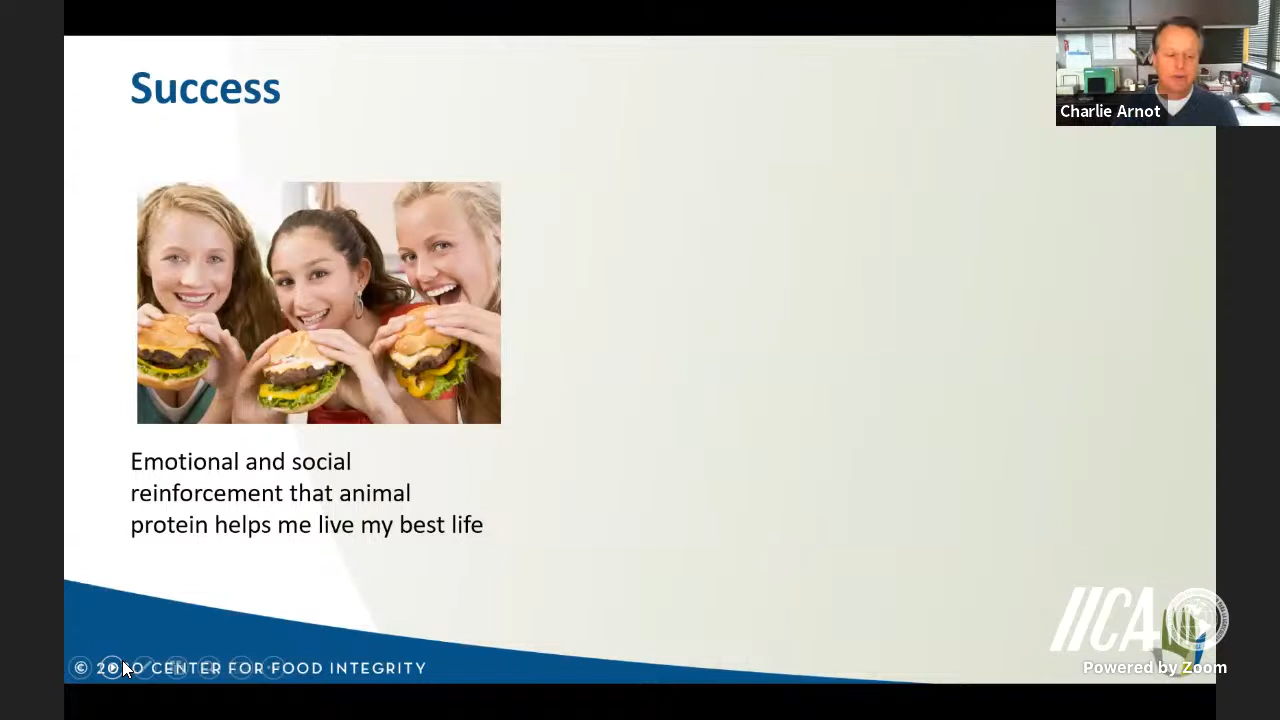 Success
Charlie Arnot
Emotional and social
reinforcement that animal
protein helps me live my best life
IICA
Powered by Zoom
© 2020 CENTER FOR FOOD INTEGRITY